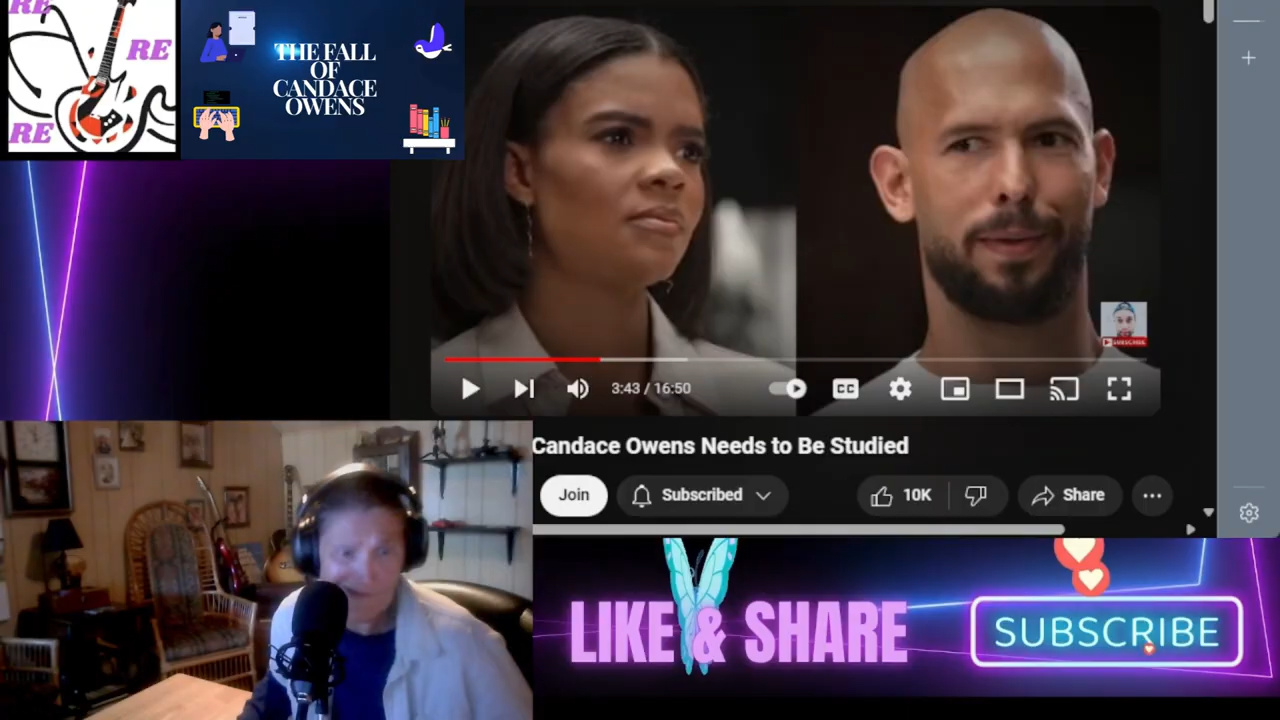 RE
RE
RE
THE FALL
OF
CANDACE
OWENS
SUBSCRIBE
3:43 / 16:50
CC
Candace Owens Needs to Be Studied
Join
Subscribed
10K
Share
LIKE & SHARE
SUBSCRIBE